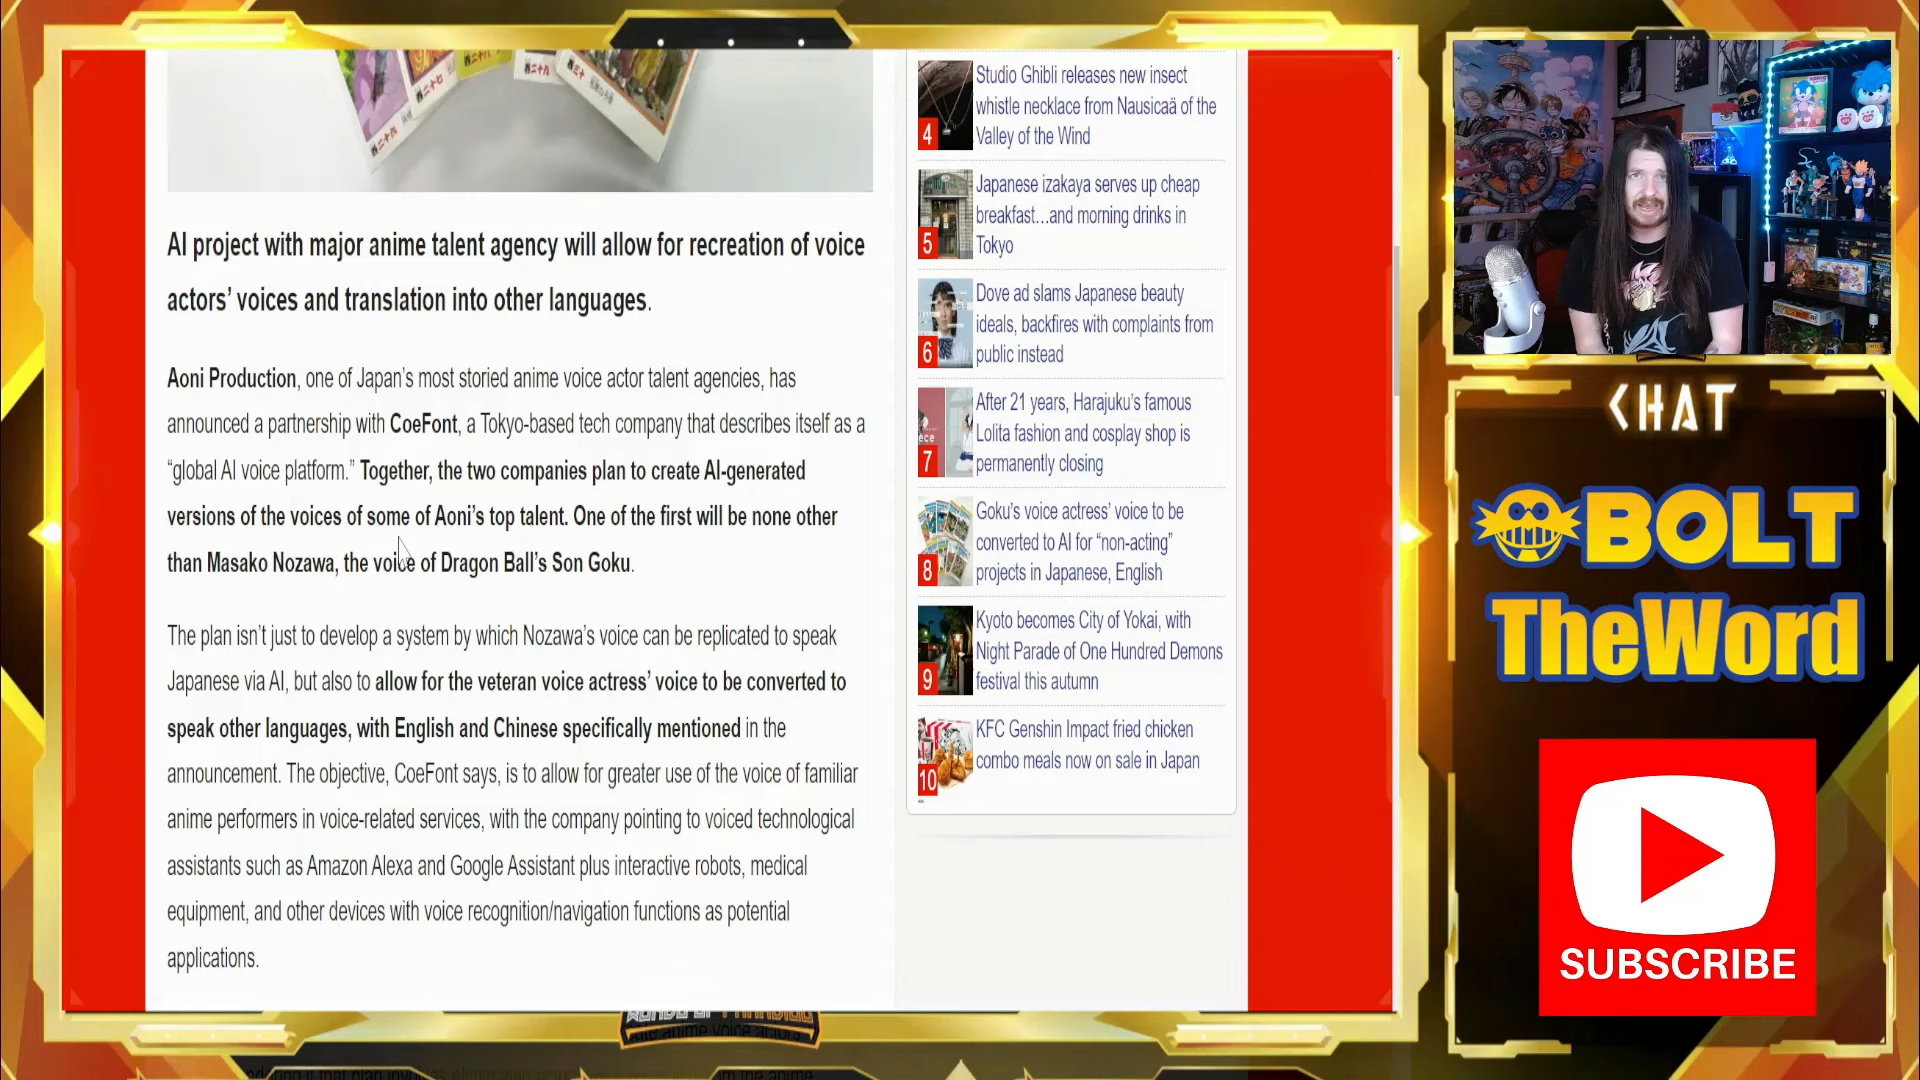 AI project with major anime talent agency will allow for recreation of voice
actors’ voices and translation into other languages.
Aoni Production, one of Japan’s most storied anime voice actor talent agencies, has
announced a partnership with CoeFont, a Tokyo-based tech company that describes itself as a
“global AI voice platform.” Together, the two companies plan to create AI-generated
versions of the voices of some of Aoni’s top talent. One of the first will be none other
than Masako Nozawa, the voice of Dragon Ball’s Son Goku.
The plan isn’t just to develop a system by which Nozawa’s voice can be replicated to speak
Japanese via AI, but also to allow for the veteran voice actress’ voice to be converted to
speak other languages, with English and Chinese specifically mentioned in the
announcement. The objective, CoeFont says, is to allow for greater use of the voice of familiar
anime performers in voice-related services, with the company pointing to voiced technological
assistants such as Amazon Alexa and Google Assistant plus interactive robots, medical
equipment, and other devices with voice recognition/navigation functions as potential
applications.
4
Studio Ghibli releases new insect
whistle necklace from Nausicaä of the
Valley of the Wind
5
Japanese izakaya serves up cheap
breakfast…and morning drinks in
Tokyo
6
Dove ad slams Japanese beauty
ideals, backfires with complaints from
public instead
7
After 21 years, Harajuku’s famous
Lolita fashion and cosplay shop is
permanently closing
8
Goku’s voice actress’ voice to be
converted to AI for “non-acting”
projects in Japanese, English
9
Kyoto becomes City of Yokai, with
Night Parade of One Hundred Demons
festival this autumn
10
KFC Genshin Impact fried chicken
combo meals now on sale in Japan
CHAT
BOLT
TheWord
SUBSCRIBE